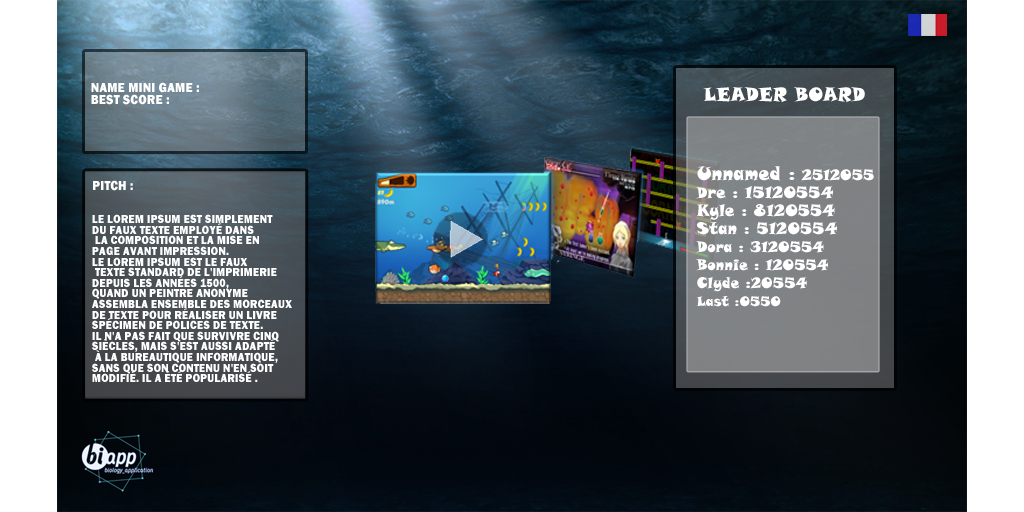 NAME MINI GAME :
BEST SCORE :
PITCH :
LE LOREM IPSUM EST SIMPLEMENT
DU FAUX TEXTE EMPLOYÉ DANS
LA COMPOSITION ET LA MISE EN
PAGE AVANT IMPRESSION.
LE LOREM IPSUM EST LE FAUX
TEXTE STANDARD DE L'IMPRIMERIE
DEPUIS LES ANNÉES 1500,
QUAND UN PEINTRE ANONYME
ASSEMBLA ENSEMBLE DES MORCEAUX
DE TEXTE POUR RÉALISER UN LIVRE
SPÉCIMEN DE POLICES DE TEXTE.
IL N'A PAS FAIT QUE SURVIVRE CINQ
SIÈCLES, MAIS S'EST AUSSI ADAPTÉ
À LA BUREAUTIQUE INFORMATIQUE,
SANS QUE SON CONTENU N'EN SOIT
MODIFIÉ. IL A ÉTÉ POPULARISÉ .
biapp
biology_application
890m
LEADER BOARD
Unnamed : 2512055
Dre : 15120554
Kyle : 8120554
Stan : 5120554
Dora : 3120554
Bonnie : 120554
Clyde :20554
Last :0550